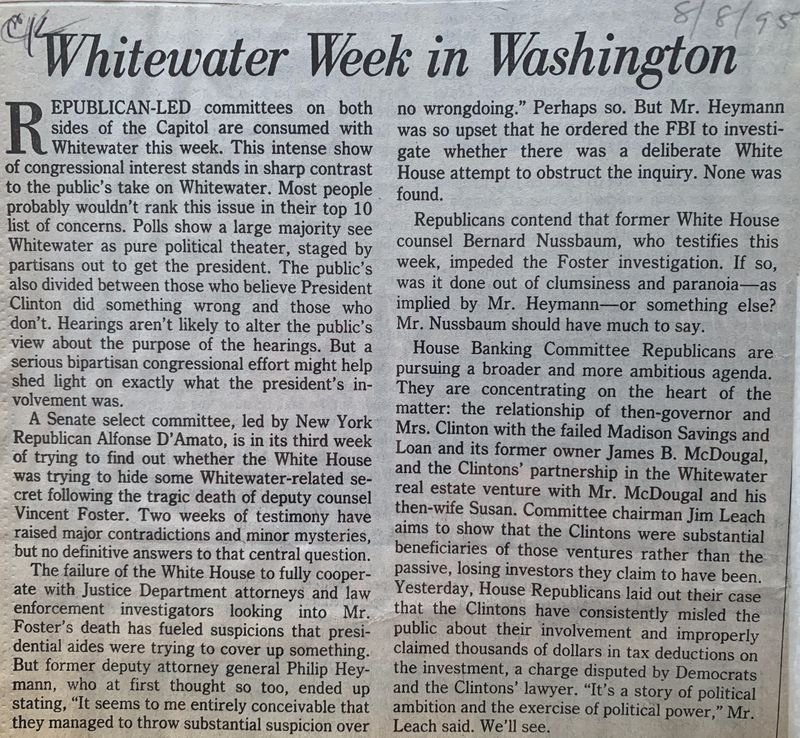 8/8/95
Whitewater Week in Washington
REPUBLICAN-LED committees on both
sides of the Capitol are consumed with
Whitewater this week. This intense show
of congressional interest stands in sharp contrast
to the public's take on Whitewater. Most people
probably wouldn't rank this issue in their top 10
list of concerns. Polls show a large majority see
Whitewater as pure political theater, staged by
partisans out to get the president. The public's
also divided between those who believe President
Clinton did something wrong and those who
don't. Hearings aren't likely to alter the public's
view about the purpose of the hearings. But a
serious bipartisan congressional effort might help
shed light on exactly what the president's in-
volvement was.
A Senate select committee, led by New York
Republican Alfonse D'Amato, is in its third week
of trying to find out whether the White House
was trying to hide some Whitewater-related se-
cret following the tragic death of deputy counsel
Vincent Foster. Two weeks of testimony have
raised major contradictions and minor mysteries,
but no definitive answers to that central question.
The failure of the White House to fully cooper-
ate with Justice Department attorneys and law
enforcement investigators looking into Mr.
Foster's death has fueled suspicions that presi-
dential aides were trying to cover up something.
But former deputy attorney general Philip Hey-
mann, who at first thought so too, ended up
stating, "It seems to me entirely conceivable that
they managed to throw substantial suspicion over
no wrongdoing." Perhaps so. But Mr. Heymann
was so upset that he ordered the FBI to investi-
gate whether there was a deliberate White
House attempt to obstruct the inquiry. None was
found.
Republicans contend that former White House
counsel Bernard Nussbaum, who testifies this
week, impeded the Foster investigation. If so,
was it done out of clumsiness and paranoia—as
implied by Mr. Heymann—or something else?
Mr. Nussbaum should have much to say.
House Banking Committee Republicans are
pursuing a broader and more ambitious agenda.
They are concentrating on the heart of the
matter: the relationship of then-governor and
Mrs. Clinton with the failed Madison Savings and
Loan and its former owner James B. McDougal,
and the Clintons' partnership in the Whitewater
real estate venture with Mr. McDougal and his
then-wife Susan. Committee chairman Jim Leach
aims to show that the Clintons were substantial
beneficiaries of those ventures rather than the
passive, losing investors they claim to have been.
Yesterday, House Republicans laid out their case
that the Clintons have consistently misled the
public about their involvement and improperly
claimed thousands of dollars in tax deductions on
the investment, a charge disputed by Democrats
and the Clintons' lawyer. "It's a story of political
ambition and the exercise of political power," Mr.
Leach said. We'll see.